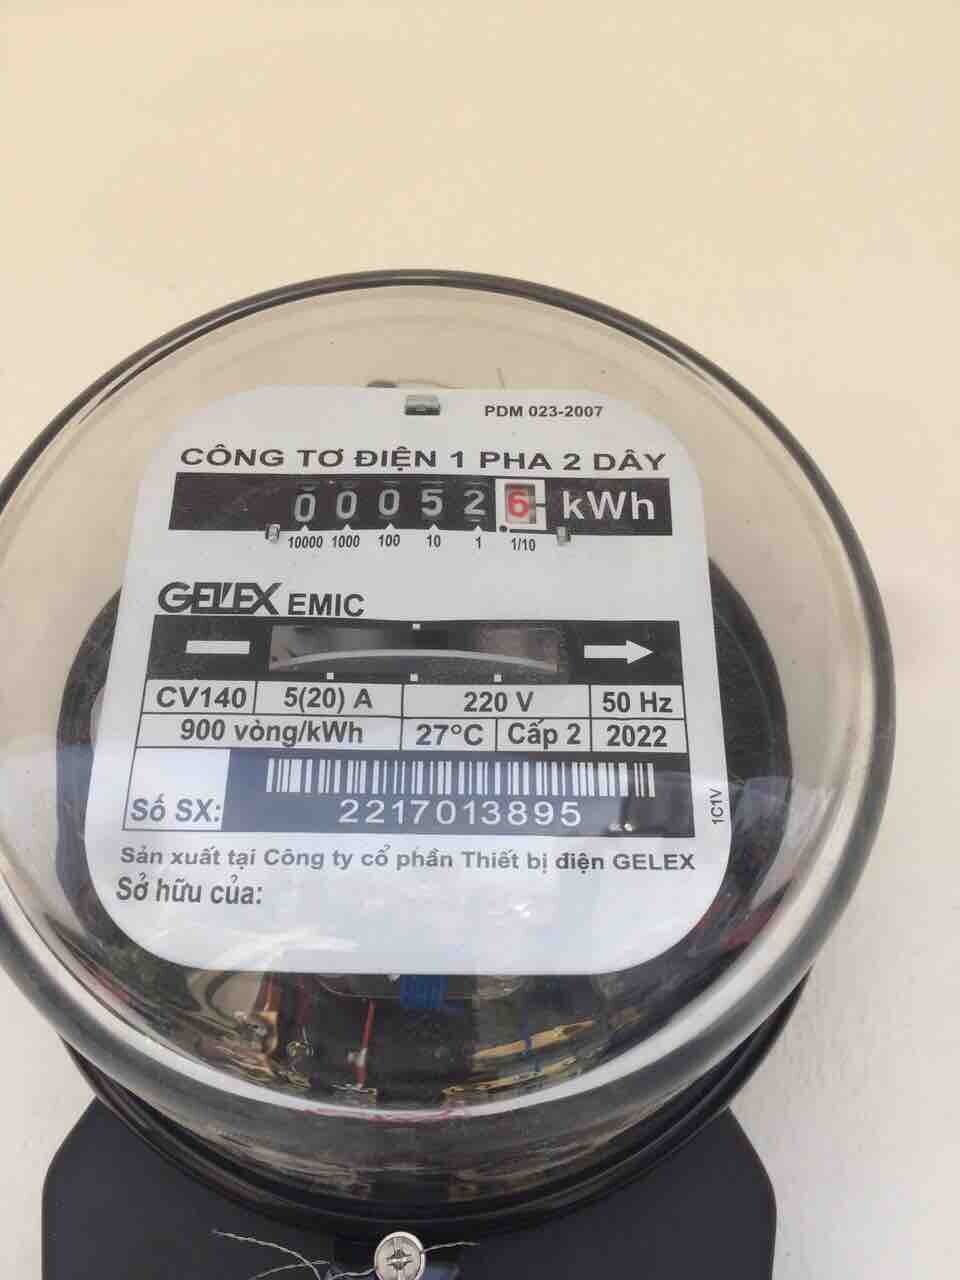 PDM 023-2007
CÔNG TƠ ĐIỆN 1 PHA 2 DÂY
0 0 0 5 2 6 kWh
10000 1000 100 10 1 1/10
GELEX EMIC
CV140 5(20) A 220 V 50 Hz
900 vòng/kWh 27°C Cấp 2 2022
Số SX: 2217013895
1C1V
Sản xuất tại Công ty cổ phần Thiết bị điện GELEX
Sở hữu của: